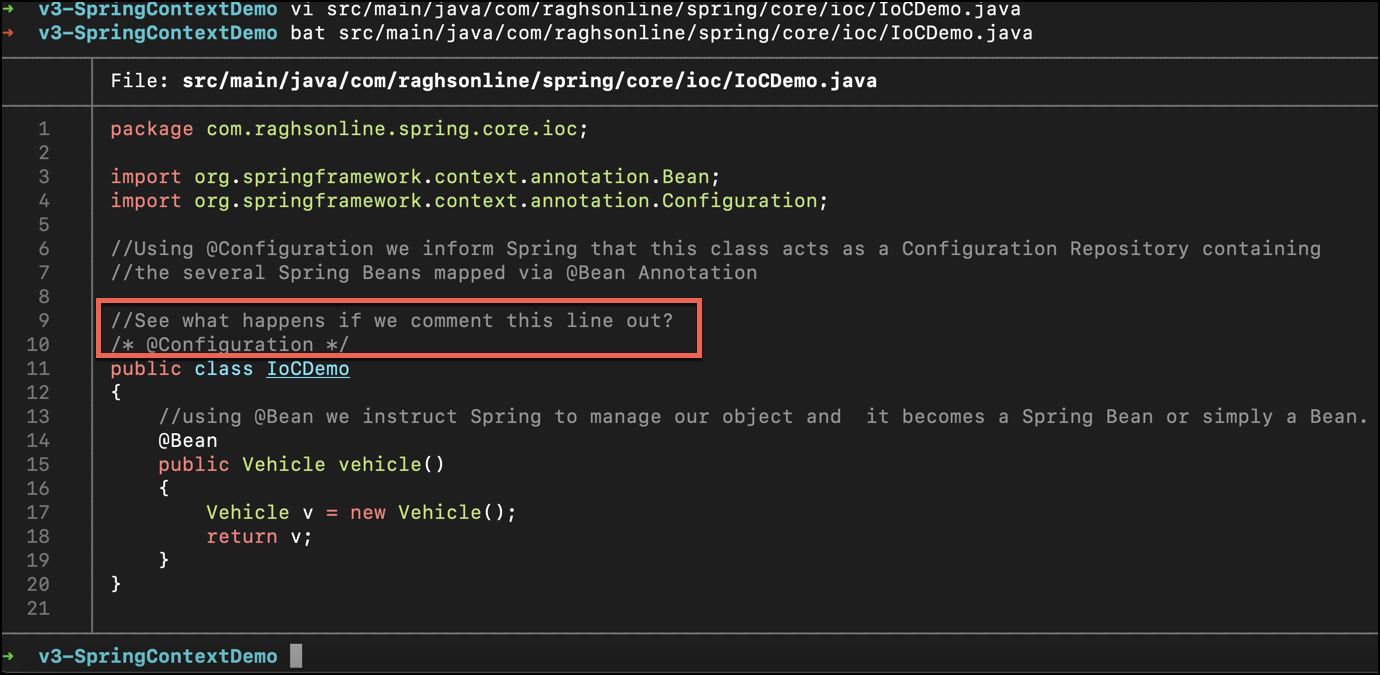 → v3-SpringContextDemo vi src/main/java/com/raghsonline/spring/core/ioc/IoCDemo.java
→ v3-SpringContextDemo bat src/main/java/com/raghsonline/spring/core/ioc/IoCDemo.java
File: src/main/java/com/raghsonline/spring/core/ioc/IoCDemo.java
1 package com.raghsonline.spring.core.ioc;
2
3 import org.springframework.context.annotation.Bean;
4 import org.springframework.context.annotation.Configuration;
5
6 //Using @Configuration we inform Spring that this class acts as a Configuration Repository containing
7 //the several Spring Beans mapped via @Bean Annotation
8
9 //See what happens if we comment this line out?
10 /* @Configuration */
11 public class IoCDemo
12 {
13     //using @Bean we instruct Spring to manage our object and  it becomes a Spring Bean or simply a Bean.
14     @Bean
15     public Vehicle vehicle()
16     {
17         Vehicle v = new Vehicle();
18         return v;
19     }
20 }
21
→ v3-SpringContextDemo